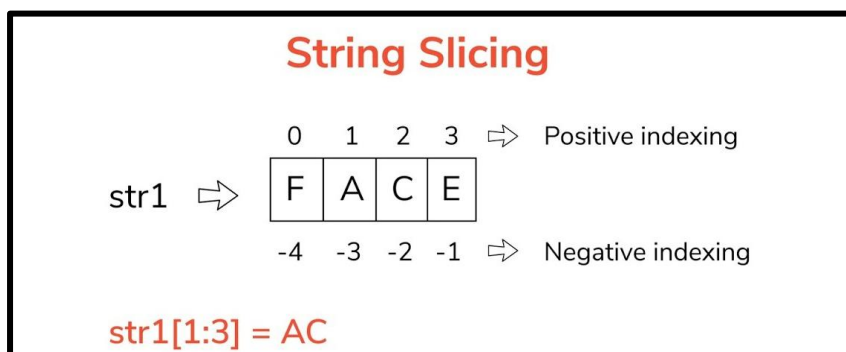 String Slicing
0 1 2 3 Positive indexing
str1 F A C E
-4 -3 -2 -1 Negative indexing
str1[1:3] = AC